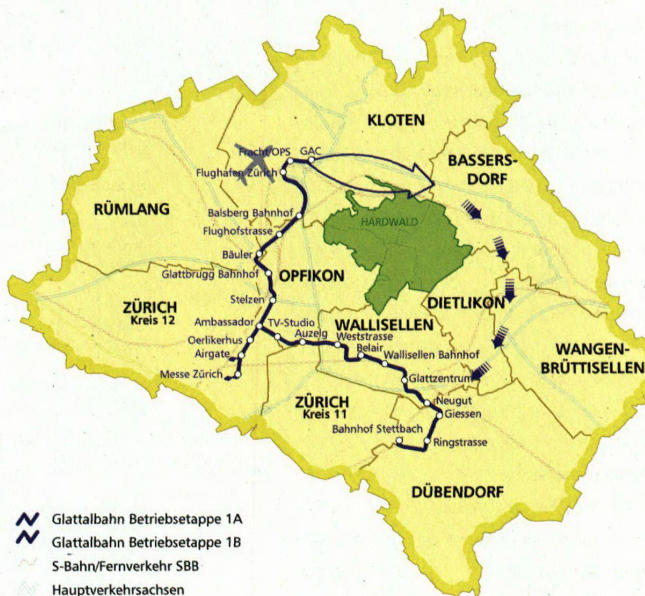 KLOTEN
Fracht/OPS
GAC
BASSERS-
DORF
Flughafen Zürich
RÜMLANG
Balsberg Bahnhof
HARDWALD
Flughofstrasse
Bäuler
Glattbrugg Bahnhof
OPFIKON
Stelzen
DIETLIKON
ZÜRICH
Kreis 12
Ambassador
TV-Studio
WALLISELLEN
Auzelg
Weststrasse
Oerlikerhus
Belair
Wallisellen Bahnhof
WANGEN-
BRÜTTISELLEN
Airgate
Messe Zürich
Glattzentrum
ZÜRICH
Kreis 11
Neugut
Giessen
Bahnhof Stettbach
Ringstrasse
DÜBENDORF
Glattalbahn Betriebsetappe 1A
Glattalbahn Betriebsetappe 1B
S-Bahn/Fernverkehr SBB
Hauptverkehrsachsen